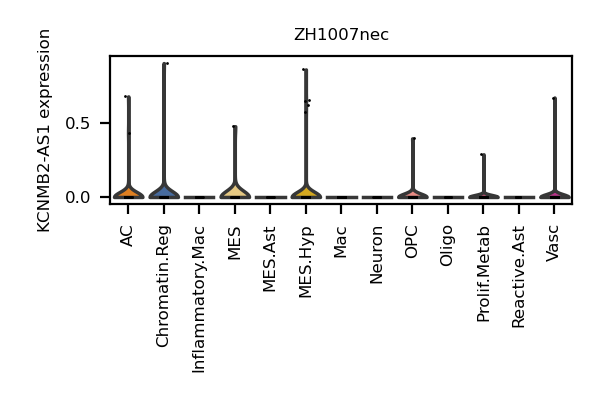 ZH1007nec
KCNMB2-AS1 expression
0.5
0.0
AC
Chromatin.Reg
Inflammatory.Mac
MES
MES.Ast
MES.Hyp
Mac
Neuron
OPC
Oligo
Prolif.Metab
Reactive.Ast
Vasc